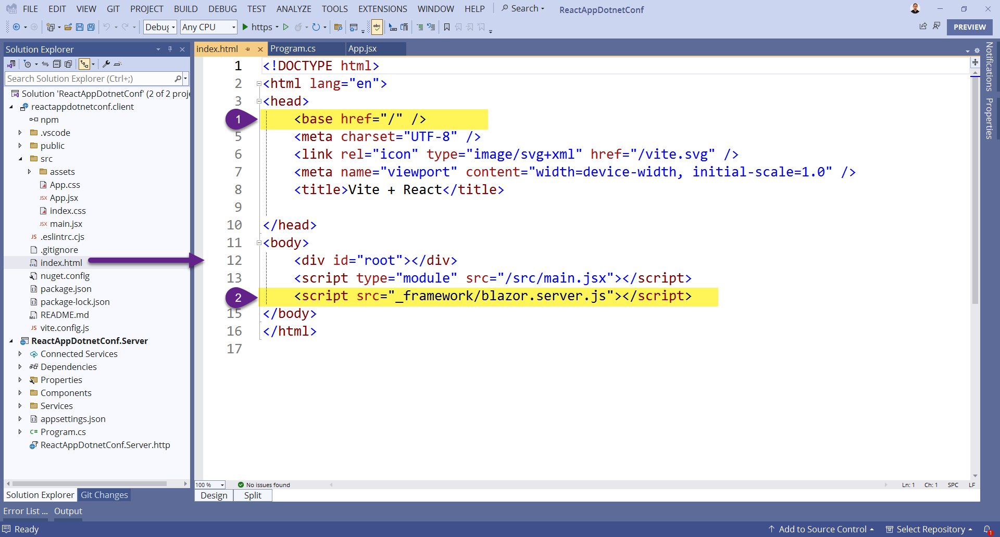 FILE EDIT VIEW GIT PROJECT BUILD DEBUG TEST ANALYZE TOOLS EXTENSIONS WINDOW HELP Search ReactAppDotnetConf
Debug Any CPU https abc PREVIEW
Solution Explorer
Search Solution Explorer (Ctrl+;)
Solution 'ReactAppDotnetConf' (2 of 2 proje
reactappdotnetconf.client
npm
.vscode
public
src
assets
App.css
JSX App.jsx
index.css
JSX main.jsx
JS .eslintrc.cjs
.gitignore
index.html
nuget.config
package.json
package-lock.json
README.md
JS vite.config.js
ReactAppDotnetConf.Server
Connected Services
Dependencies
Properties
Components
Services
appsettings.json
C# Program.cs
ReactAppDotnetConf.Server.http
Solution Explorer Git Changes
index.html Program.cs App.jsx
1 <!DOCTYPE html>
2 <html lang="en">
3 <head>
1 <base href="/" />
5 <meta charset="UTF-8" />
6 <link rel="icon" type="image/svg+xml" href="/vite.svg" />
7 <meta name="viewport" content="width=device-width, initial-scale=1.0" />
8 <title>Vite + React</title>
9
10 </head>
11 <body>
12 <div id="root"></div>
13 <script type="module" src="/src/main.jsx"></script>
2 <script src="_framework/blazor.server.js"></script>
15 </body>
16 </html>
17
100 % No issues found Ln: 1 Ch: 1 SPC LF
Design Split
Notifications
Properties
Error List ... Output
Ready Add to Source Control Select Repository 1